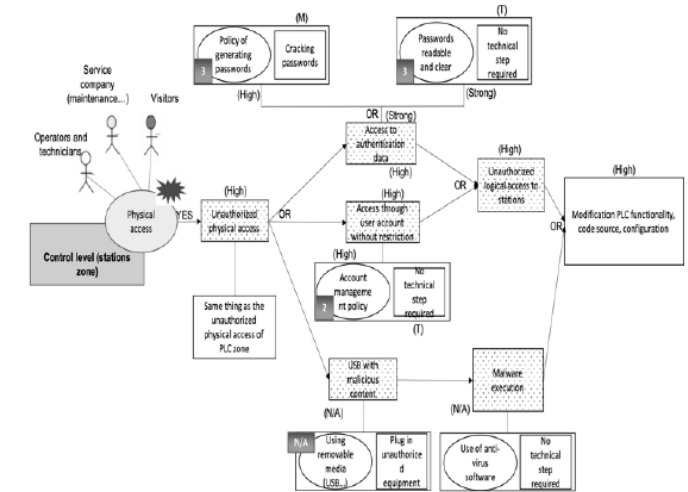 (M)
Policy of
generating
passwords
3
Cracking
passwords
(High)
(T)
Passwords
readable
and clear
3
No
technical
step
required
(Strong)
Service
company
(maintenance...)
Visitors
Operators and
technicians
Physical
access
Control level (stations
zone)
YES
(High)
Unauthorized
physical access
OR
Same thing as the
unauthorized
physical access of
PLC zone
OR
(Strong)
Access to
authentication
data
(High)
(High)
Access through
user account
without restriction
(High)
Account
manageme
nt policy
2
No
technical
step
required
(T)
OR
(High)
Unauthorized
logical access to
stations
OR
(High)
Modification PLC functionality,
code source, configuration
USB with
malicious
content.
(N/A)
N/A
Using
removable
media
(USB...)
Plug in
unauthorize
d
equipment
Malware
execution
(N/A)
Use of anti-
virus
software
No
technical
step
required